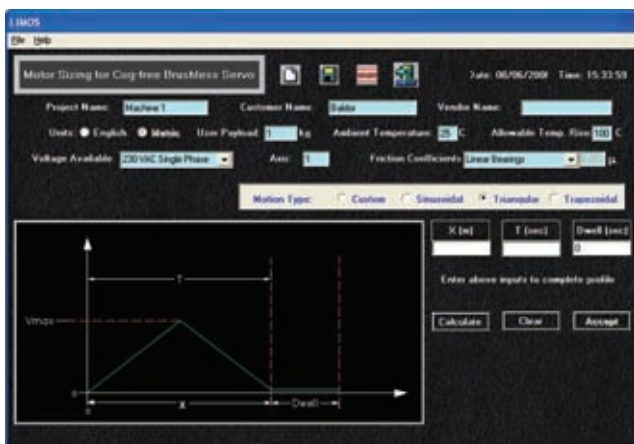 LIMOS
File Help
Motor Sizing for Cog-free Brushless Servo
Date: 06/06/200 Time: 15:33:59
Project Name: Machine 1 Customer Name: Baldor Vendor Name:
Units: English Metric User Payload: 1 kg Ambient Temperature: 25 C Allowable Temp. Rise: 100 C
Voltage Available 230 VAC Single Phase Axis: 1 Friction Coefficients Linear Bearings µ
Motion Type: Custom Sinusoidal Triangular Trapezoidal
X (m) T (sec) Dwell (sec)
0
Enter above inputs to complete profile
Calculate Clear Accept
T
Vmax
0
0
X
Dwell